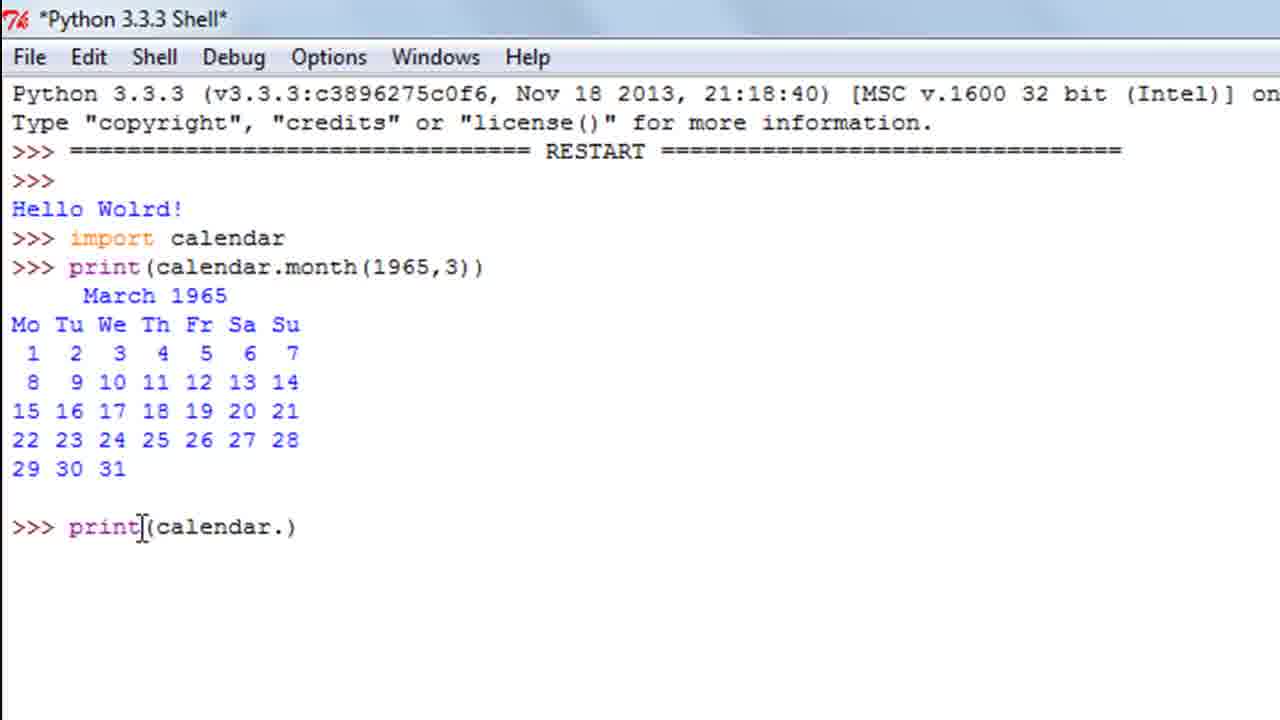 *Python 3.3.3 Shell*
File Edit Shell Debug Options Windows Help
Python 3.3.3 (v3.3.3:c3896275c0f6, Nov 18 2013, 21:18:40) [MSC v.1600 32 bit (Intel)] on
Type "copyright", "credits" or "license()" for more information.
>>> ================================ RESTART ================================
>>>
Hello Wolrd!
>>> import calendar
>>> print(calendar.month(1965,3))
     March 1965
Mo Tu We Th Fr Sa Su
 1  2  3  4  5  6  7
 8  9 10 11 12 13 14
15 16 17 18 19 20 21
22 23 24 25 26 27 28
29 30 31
>>> print(calendar.)